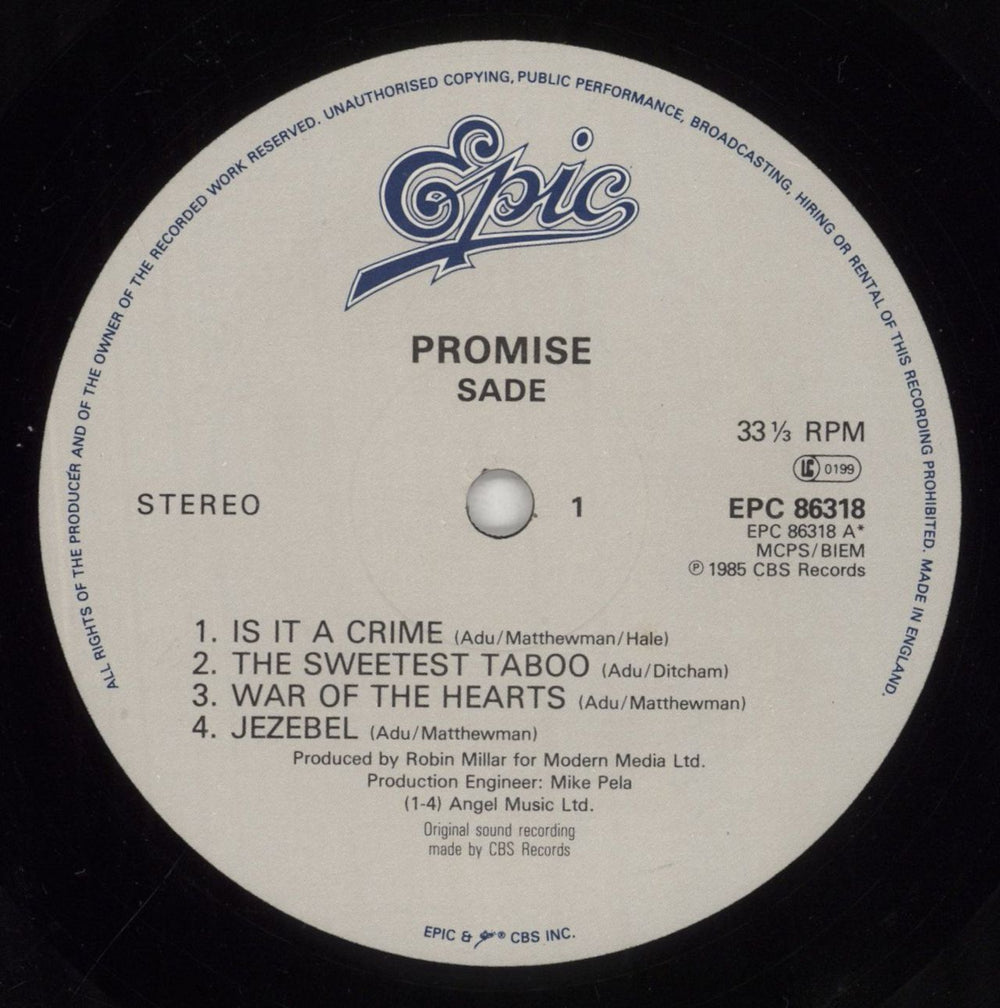 ALL RIGHTS OF THE PRODUCER AND OF THE OWNER OF THE RECORDED WORK RESERVED. UNAUTHORISED COPYING, PUBLIC PERFORMANCE, BROADCASTING, HIRING OR RENTAL OF THIS RECORDING PROHIBITED. MADE IN ENGLAND.
Epic
PROMISE
SADE
33 ⅓ RPM
LC 0199
STEREO
1
EPC 86318
EPC 86318 A*
MCPS/BIEM
℗ 1985 CBS Records
1. IS IT A CRIME (Adu/Matthewman/Hale)
2. THE SWEETEST TABOO (Adu/Ditcham)
3. WAR OF THE HEARTS (Adu/Matthewman)
4. JEZEBEL (Adu/Matthewman)
Produced by Robin Millar for Modern Media Ltd.
Production Engineer: Mike Pela
(1-4) Angel Music Ltd.
Original sound recording
made by CBS Records
EPIC & Epic ® CBS INC.